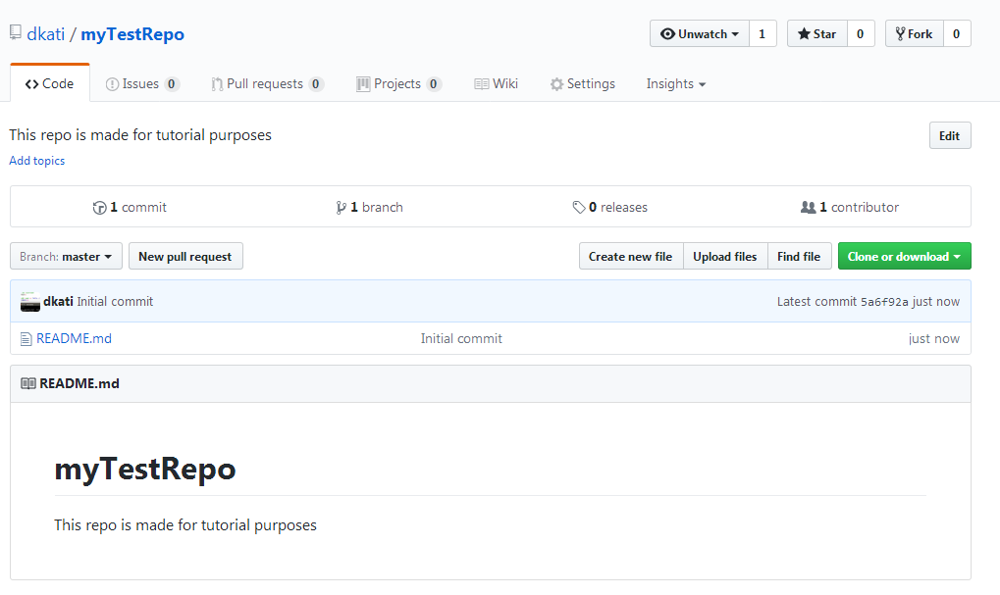 dkati / myTestRepo
Unwatch 1 Star 0 Fork 0
Code Issues 0 Pull requests 0 Projects 0 Wiki Settings Insights
This repo is made for tutorial purposes
Edit
Add topics
1 commit 1 branch 0 releases 1 contributor
Branch: master New pull request Create new file Upload files Find file Clone or download
dkati Initial commit Latest commit 5a6f92a just now
README.md Initial commit just now
README.md
myTestRepo
This repo is made for tutorial purposes